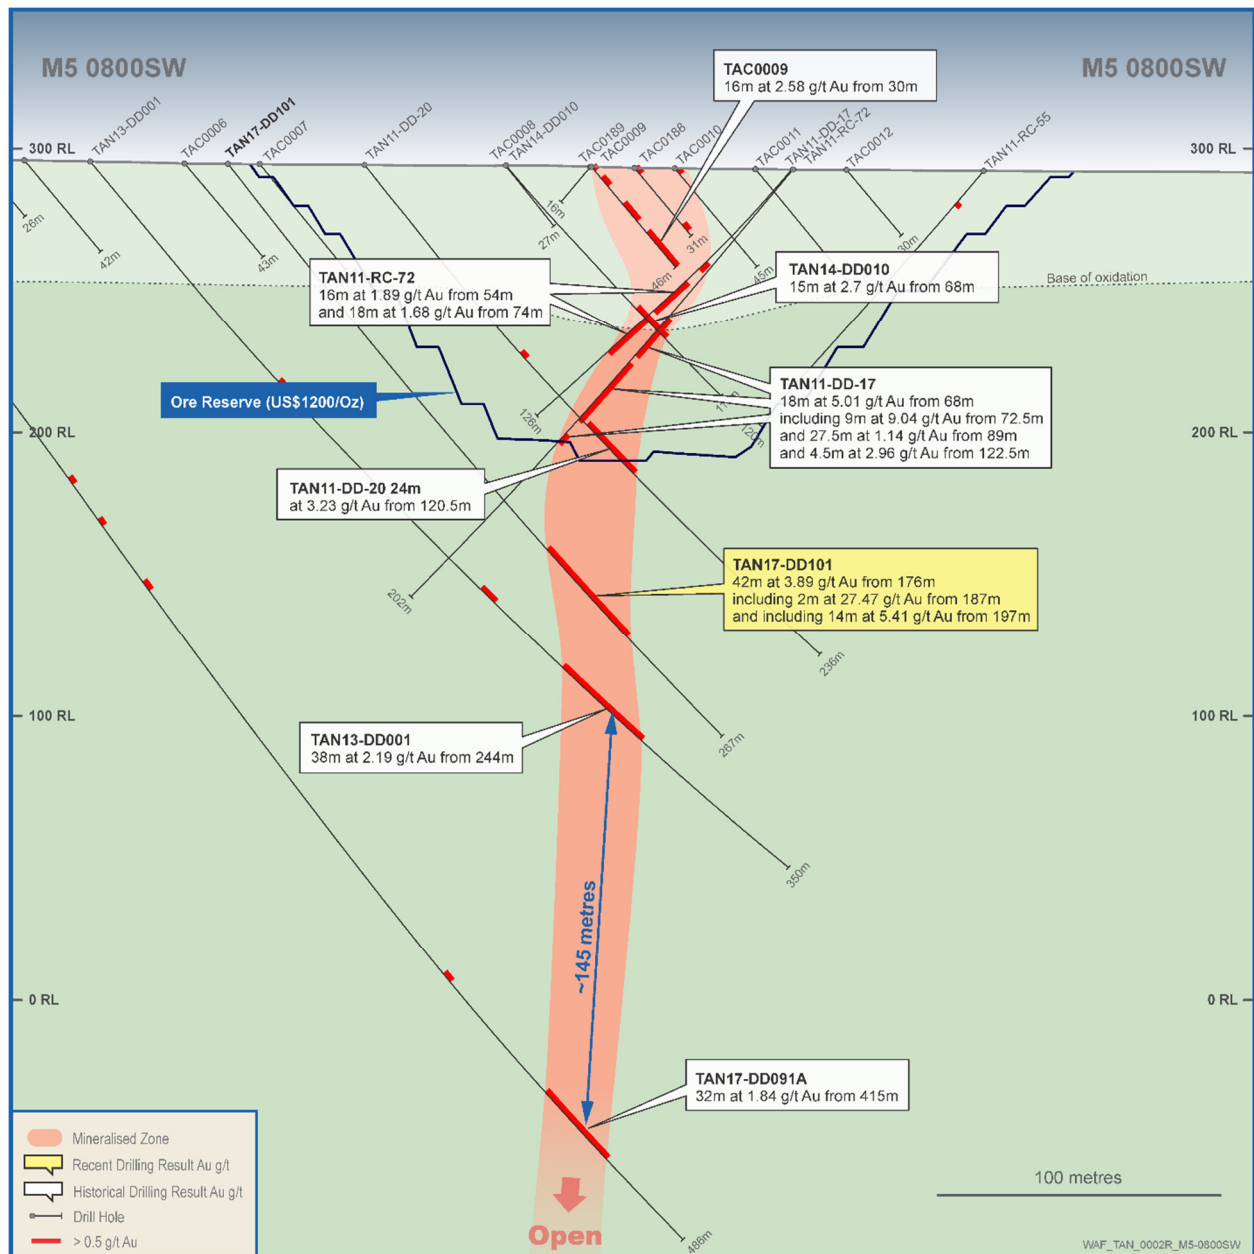 M5 0800SW
M5 0800SW
TAC0009
16m at 2.58 g/t Au from 30m
300 RL
300 RL
TAN13-DD001
TAC0006
TAN17-DD101
TAC0007
TAN11-DD-20
TAC0008
TAN14-DD010
TAC0189
TAC0009
TAC0188
TAC0010
TAC0011
TAN11-DD-17
TAN11-RC-72
TAC0012
TAN11-RC-55
26m
42m
43m
16m
27m
31m
46m
45m
30m
Base of oxidation
TAN11-RC-72
16m at 1.89 g/t Au from 54m
and 18m at 1.68 g/t Au from 74m
TAN14-DD010
15m at 2.7 g/t Au from 68m
Ore Reserve (US$1200/Oz)
TAN11-DD-17
18m at 5.01 g/t Au from 68m
including 9m at 9.04 g/t Au from 72.5m
and 27.5m at 1.14 g/t Au from 89m
and 4.5m at 2.96 g/t Au from 122.5m
126m
120m
200 RL
200 RL
TAN11-DD-20 24m
at 3.23 g/t Au from 120.5m
TAN17-DD101
42m at 3.89 g/t Au from 176m
including 2m at 27.47 g/t Au from 187m
and including 14m at 5.41 g/t Au from 197m
202m
236m
100 RL
100 RL
267m
TAN13-DD001
38m at 2.19 g/t Au from 244m
350m
~145 metres
0 RL
0 RL
TAN17-DD091A
32m at 1.84 g/t Au from 415m
Mineralised Zone
Recent Drilling Result Au g/t
Historical Drilling Result Au g/t
Drill Hole
> 0.5 g/t Au
Open
486m
100 metres
WAF_TAN_0002R_M5-0800SW